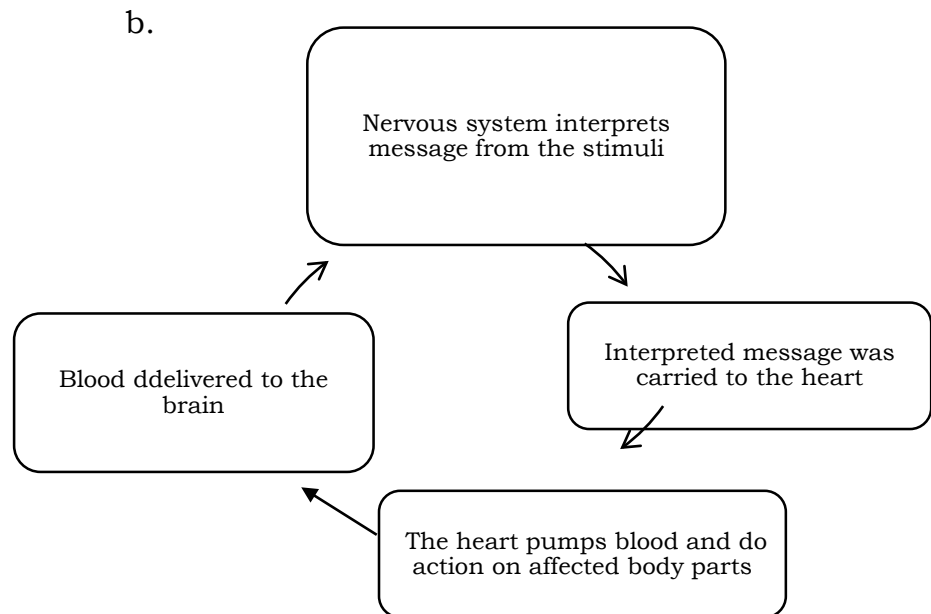 b.
Nervous system interprets
message from the stimuli
Interpreted message was
carried to the heart
The heart pumps blood and do
action on affected body parts
Blood ddelivered to the
brain